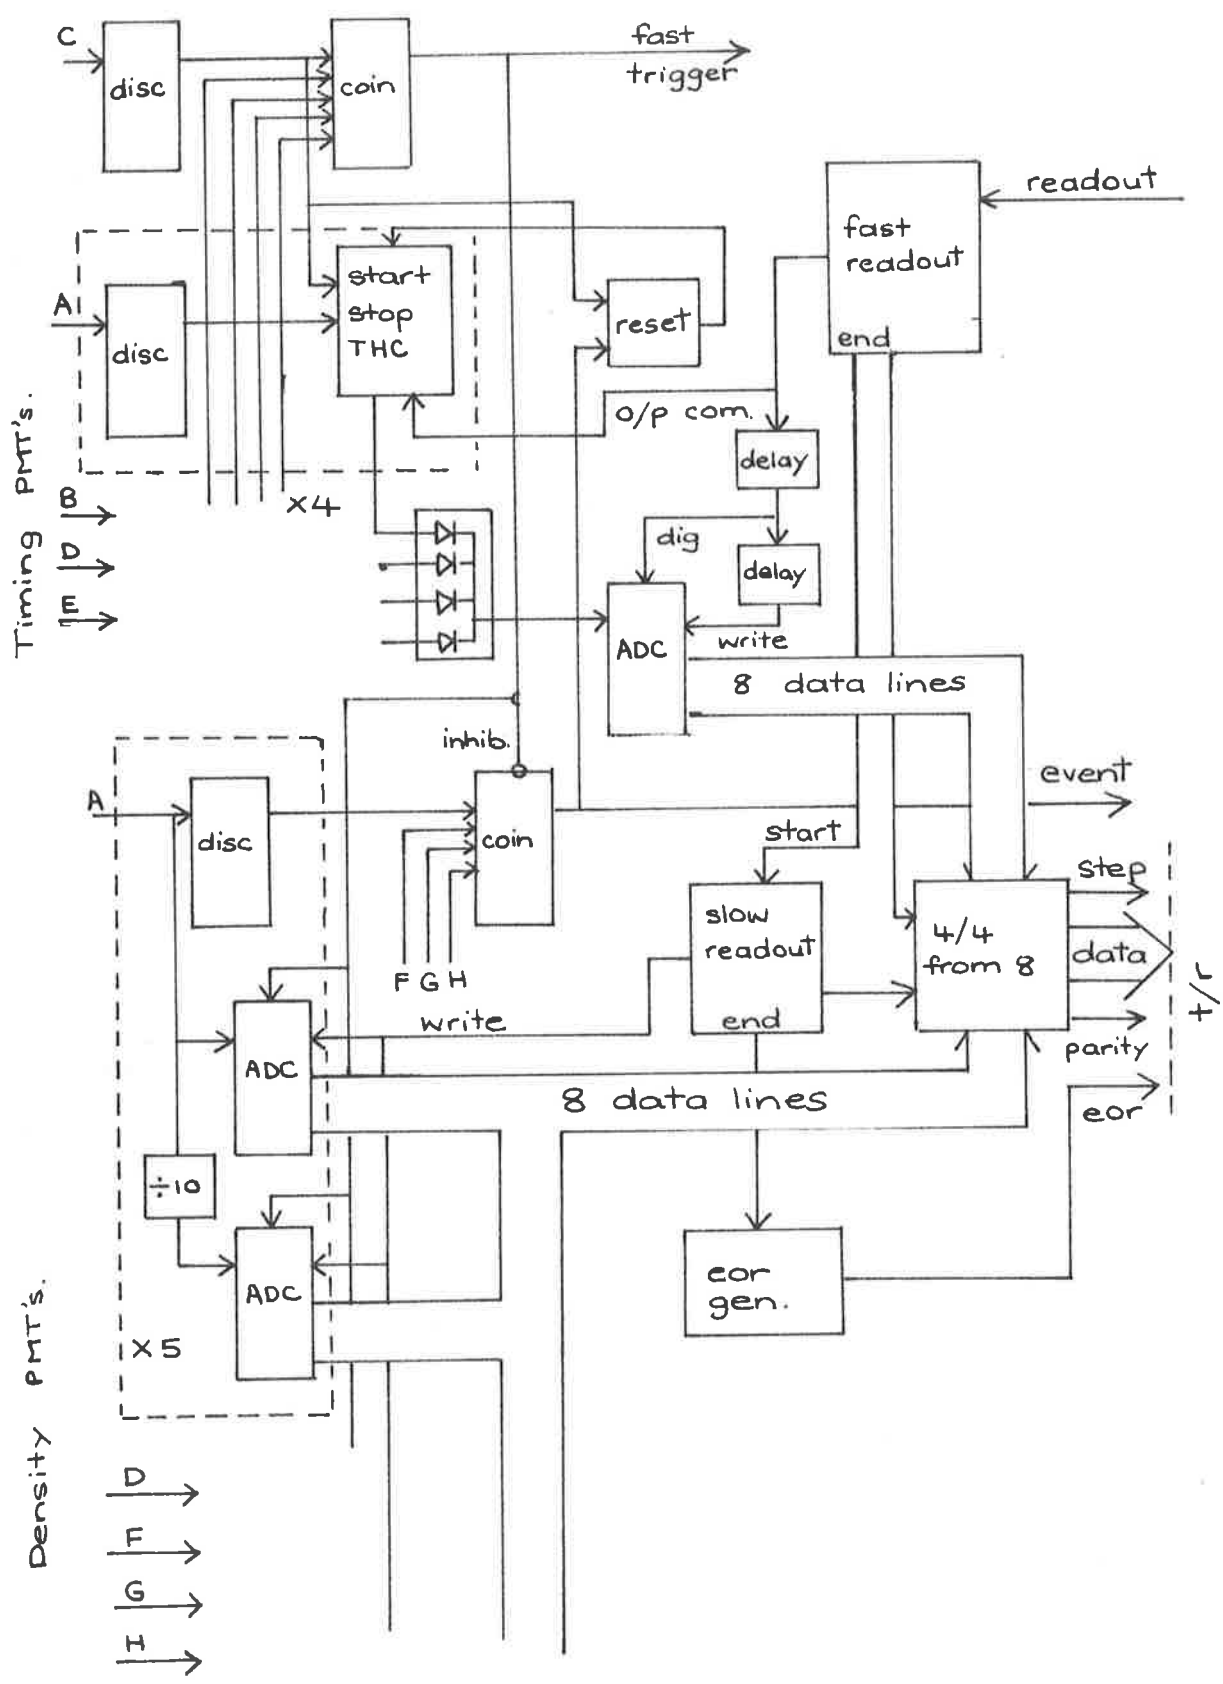 C
disc
coin
fast
trigger
readout
fast
readout
end
A
disc
start
stop
THC
reset
o/p com.
delay
dig
delay
write
ADC
8 data lines
Timing PMT's.
B
D
E
x4
inhib.
A
disc
coin
F G H
event
start
slow
readout
end
4/4
from 8
step
data
parity
eor
t/r
write
ADC
8 data lines
÷10
ADC
x5
eor
gen.
Density PMT's.
D
F
G
H